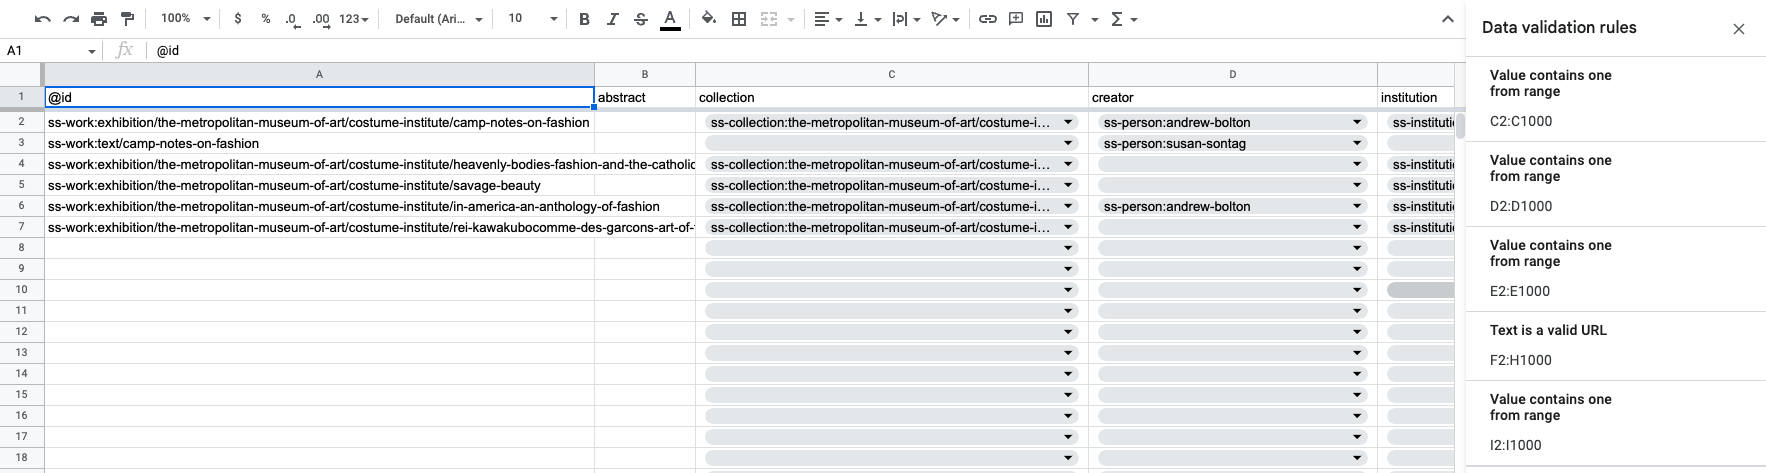 100% $ % .0 .00 123 Default (Ari... 10 B I S A
Data validation rules
A1 fx @id
A B C D
1 @id abstract collection creator institution
2 ss-work:exhibition/the-metropolitan-museum-of-art/costume-institute/camp-notes-on-fashion ss-collection:the-metropolitan-museum-of-art/costume-i... ss-person:andrew-bolton ss-instituti
3 ss-work:text/camp-notes-on-fashion ss-person:susan-sontag
4 ss-work:exhibition/the-metropolitan-museum-of-art/costume-institute/heavenly-bodies-fashion-and-the-catholic ss-collection:the-metropolitan-museum-of-art/costume-i... ss-instituti
5 ss-work:exhibition/the-metropolitan-museum-of-art/costume-institute/savage-beauty ss-collection:the-metropolitan-museum-of-art/costume-i... ss-instituti
6 ss-work:exhibition/the-metropolitan-museum-of-art/costume-institute/in-america-an-anthology-of-fashion ss-collection:the-metropolitan-museum-of-art/costume-i... ss-person:andrew-bolton ss-instituti
7 ss-work:exhibition/the-metropolitan-museum-of-art/costume-institute/rei-kawakubocomme-des-garcons-art-of- ss-collection:the-metropolitan-museum-of-art/costume-i... ss-instituti
8
9
10
11
12
13
14
15
16
17
18
Value contains one
from range
C2:C1000
Value contains one
from range
D2:D1000
Value contains one
from range
E2:E1000
Text is a valid URL
F2:H1000
Value contains one
from range
I2:I1000